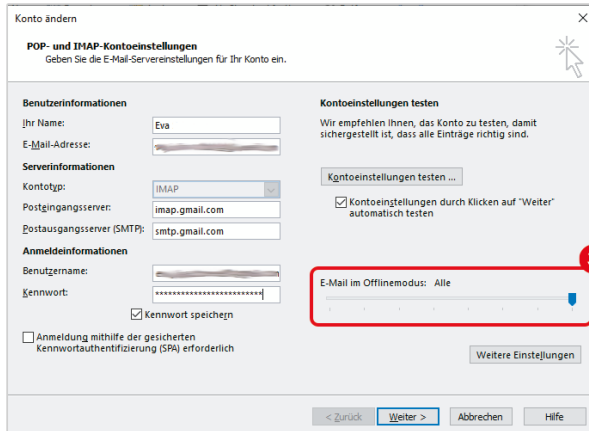 Konto ändern
POP- und IMAP-Kontoeinstellungen
Geben Sie die E-Mail-Servereinstellungen für Ihr Konto ein.
Benutzerinformationen
Ihr Name:
Eva
E-Mail-Adresse:
Serverinformationen
Kontotyp:
IMAP
Posteingangsserver:
imap.gmail.com
Postausgangsserver (SMTP):
smtp.gmail.com
Anmeldeinformationen
Benutzername:
Kennwort:
************************
Kennwort speichern
Anmeldung mithilfe der gesicherten
Kennwortauthentifizierung (SPA) erforderlich
Kontoeinstellungen testen
Wir empfehlen Ihnen, das Konto zu testen, damit
sichergestellt ist, dass alle Einträge richtig sind.
Kontoeinstellungen testen ...
Kontoeinstellungen durch Klicken auf "Weiter"
automatisch testen
E-Mail im Offlinemodus: Alle
Weitere Einstellungen
< Zurück
Weiter >
Abbrechen
Hilfe